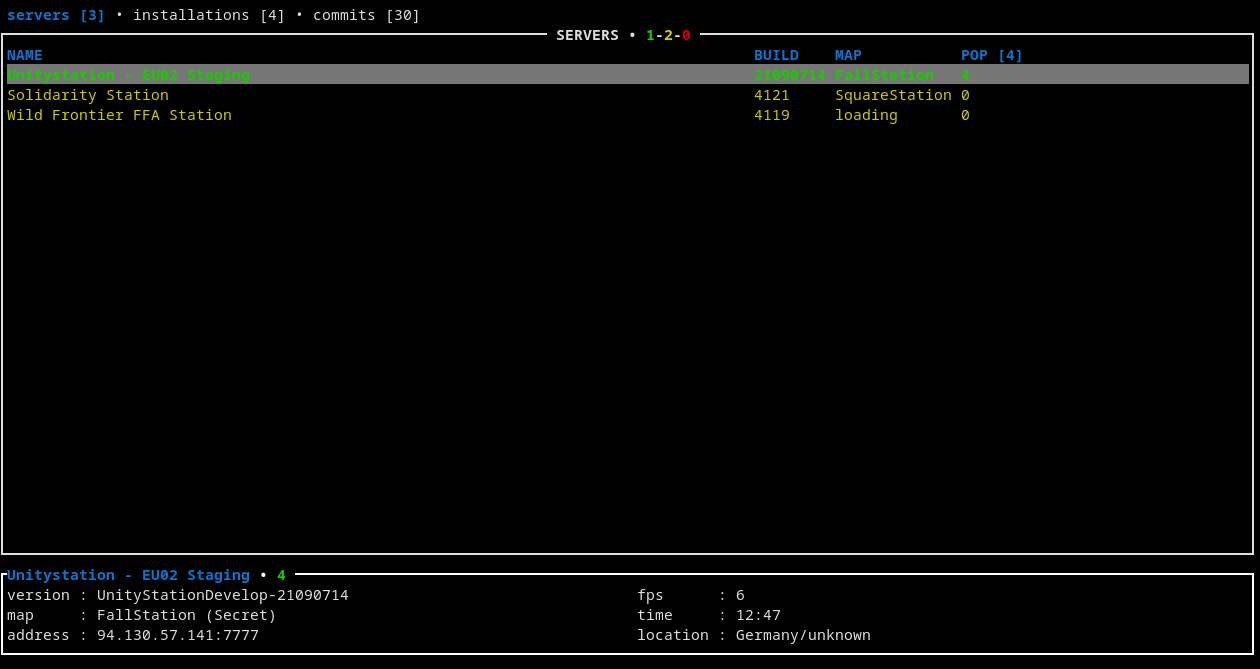 servers [3] • installations [4] • commits [30]
SERVERS • 1-2-0
NAME BUILD MAP POP [4]
Unitystation - EU02 Staging 21090714 FallStation 4
Solidarity Station 4121 SquareStation 0
Wild Frontier FFA Station 4119 loading 0
Unitystation - EU02 Staging • 4
version : UnityStationDevelop-21090714 fps : 6
map : FallStation (Secret) time : 12:47
address : 94.130.57.141:7777 location : Germany/unknown